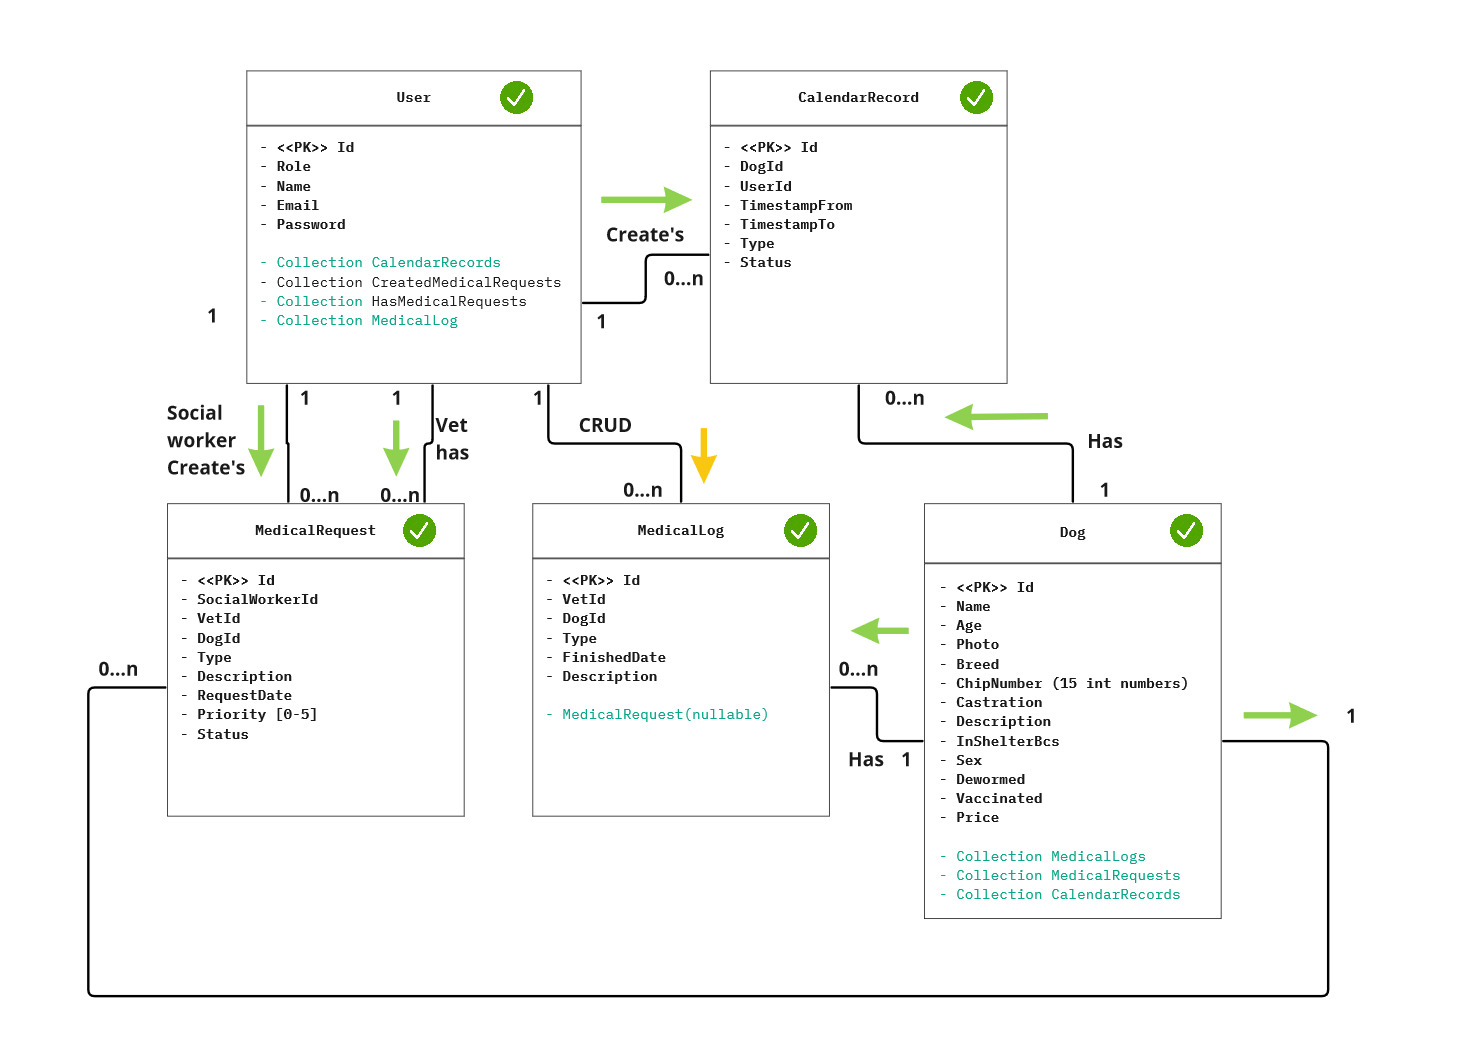 User
- <<PK>> Id
- Role
- Name
- Email
- Password
- Collection CalendarRecords
- Collection CreatedMedicalRequests
- Collection HasMedicalRequests
- Collection MedicalLog
CalendarRecord
- <<PK>> Id
- DogId
- UserId
- TimestampFrom
- TimestampTo
- Type
- Status
Create's
0...n
1
1
1
Social
worker
Create's
0...n
1
Vet
has
0...n
1
CRUD
0...n
0...n
Has
1
MedicalRequest
- <<PK>> Id
- SocialWorkerId
- VetId
- DogId
- Type
- Description
- RequestDate
- Priority [0-5]
- Status
0...n
MedicalLog
- <<PK>> Id
- VetId
- DogId
- Type
- FinishedDate
- Description
- MedicalRequest(nullable)
0...n
Has 1
Dog
- <<PK>> Id
- Name
- Age
- Photo
- Breed
- ChipNumber (15 int numbers)
- Castration
- Description
- InShelterBcs
- Sex
- Dewormed
- Vaccinated
- Price
- Collection MedicalLogs
- Collection MedicalRequests
- Collection CalendarRecords
1